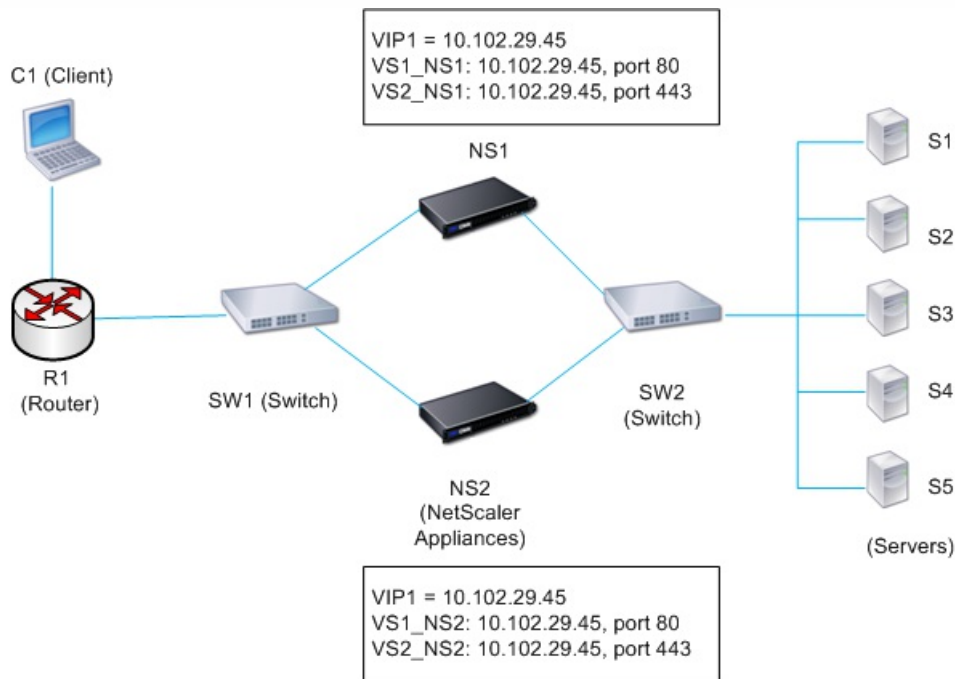 VIP1 = 10.102.29.45
VS1_NS1: 10.102.29.45, port 80
VS2_NS1: 10.102.29.45, port 443
C1 (Client)
NS1
S1
S2
S3
S4
S5
(Servers)
R1
(Router)
SW1 (Switch)
SW2
(Switch)
NS2
(NetScaler
Appliances)
VIP1 = 10.102.29.45
VS1_NS2: 10.102.29.45, port 80
VS2_NS2: 10.102.29.45, port 443